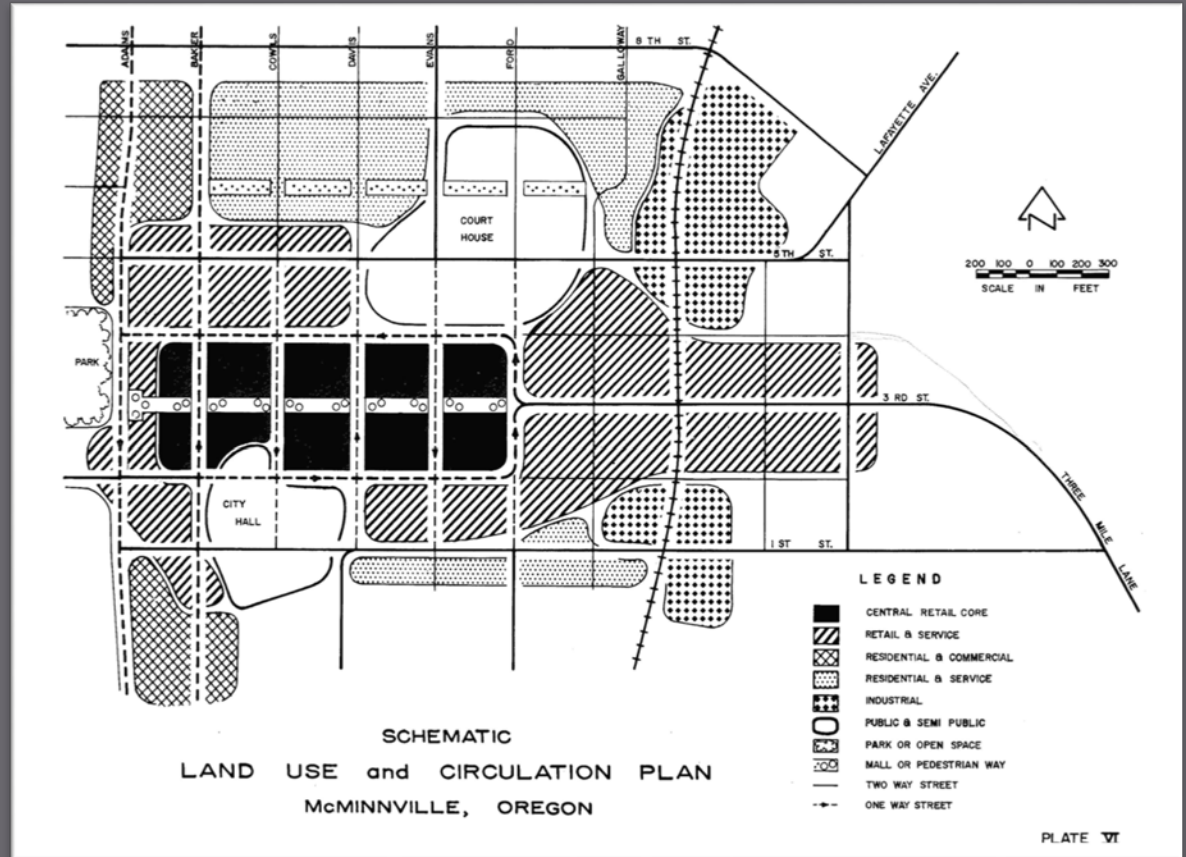 ADAMS
BAKER
COWLS
DAVIS
EVANS
FORD
GALLOWAY
8 TH ST.
LAFAYETTE AVE.
COURT
HOUSE
5TH ST.
200 100 0 100 200 300
SCALE IN FEET
PARK
3 RD ST.
CITY
HALL
1 ST ST.
THREE MILE LANE
LEGEND
CENTRAL RETAIL CORE
RETAIL & SERVICE
RESIDENTIAL & COMMERCIAL
RESIDENTIAL & SERVICE
INDUSTRIAL
PUBLIC & SEMI PUBLIC
PARK OR OPEN SPACE
MALL OR PEDESTRIAN WAY
TWO WAY STREET
ONE WAY STREET
SCHEMATIC
LAND USE and CIRCULATION PLAN
McMINNVILLE, OREGON
PLATE VI